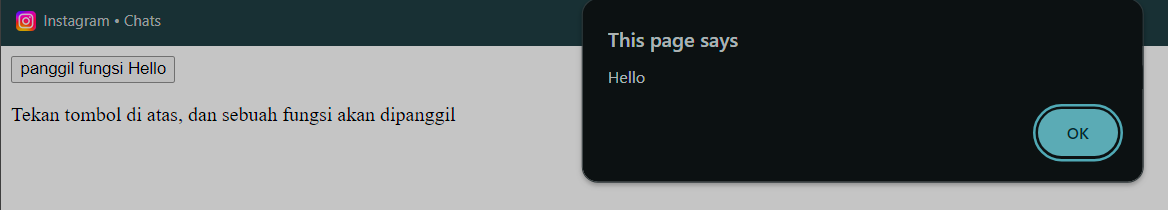 Instagram • Chats
panggil fungsi Hello
Tekan tombol di atas, dan sebuah fungsi akan dipanggil
This page says
Hello
OK